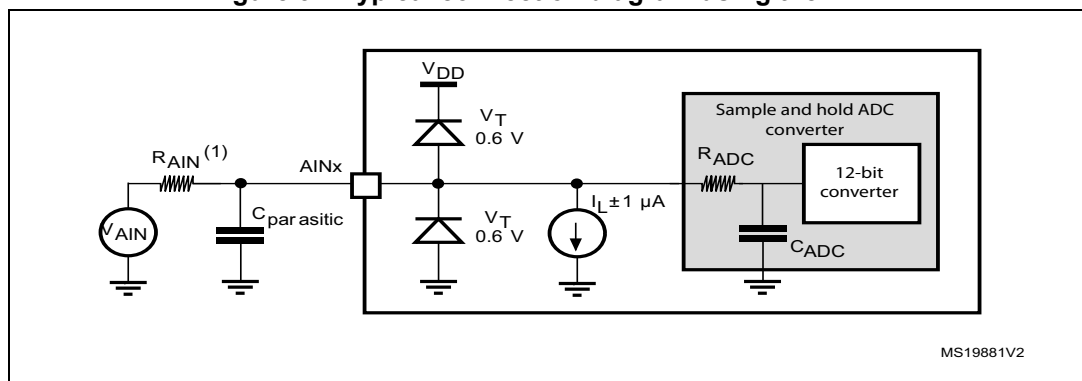 VDD
VT
0.6 V
RAIN(1)
AINx
VAIN
Cparasitic
VT
0.6 V
IL±1 µA
Sample and hold ADC
converter
RADC
12-bit
converter
CADC
MS19881V2